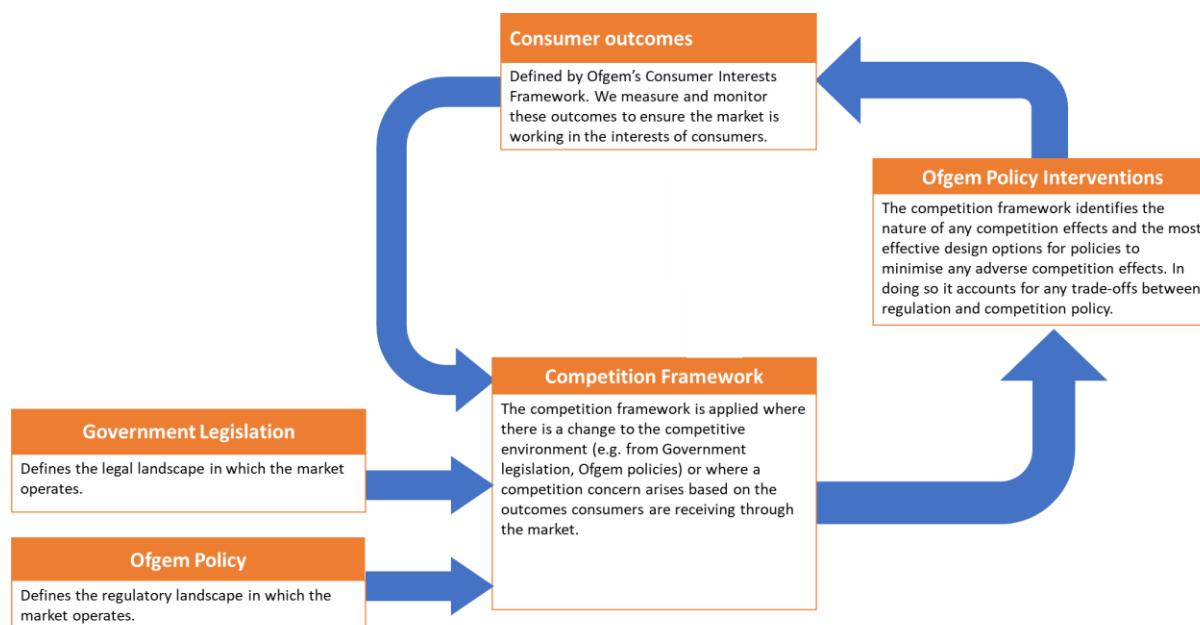 Consumer outcomes
Defined by Ofgem's Consumer Interests
Framework. We measure and monitor
these outcomes to ensure the market is
working in the interests of consumers.
Ofgem Policy Interventions
The competition framework identifies the
nature of any competition effects and the most
effective design options for policies to
minimise any adverse competition effects. In
doing so it accounts for any trade-offs between
regulation and competition policy.
Competition Framework
The competition framework is applied where
there is a change to the competitive
environment (e.g. from Government
legislation, Ofgem policies) or where a
competition concern arises based on the
outcomes consumers are receiving through
the market.
Government Legislation
Defines the legal landscape in which the market
operates.
Ofgem Policy
Defines the regulatory landscape in which the
market operates.